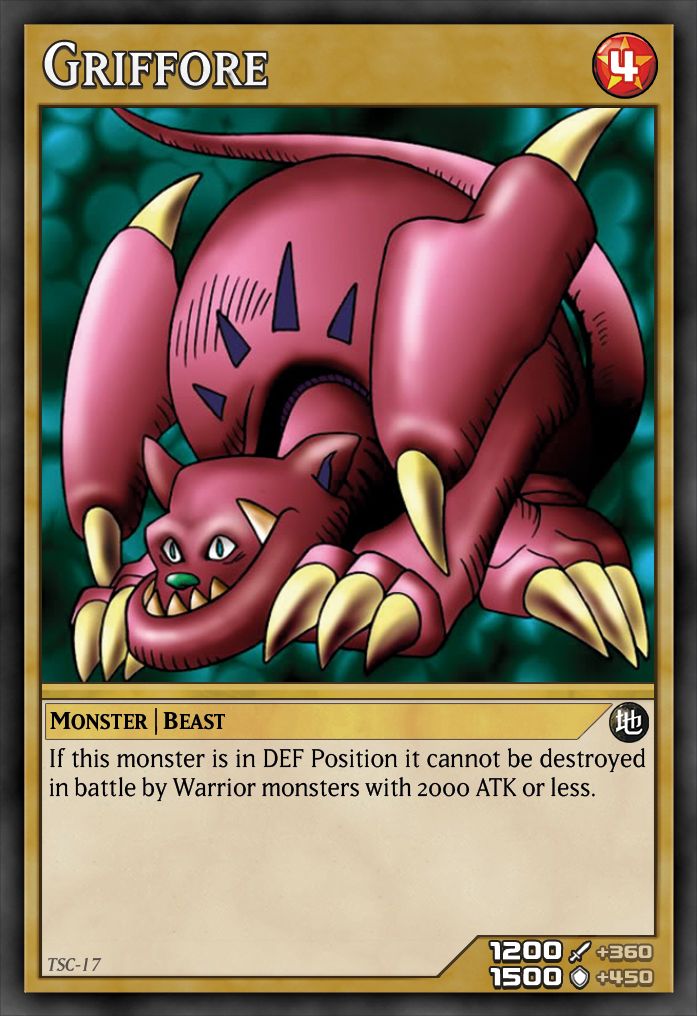 Griffore
4
Monster | Beast
If this monster is in DEF Position it cannot be destroyed
in battle by Warrior monsters with 2000 ATK or less.
TSC-17
1200 +360
1500 +450